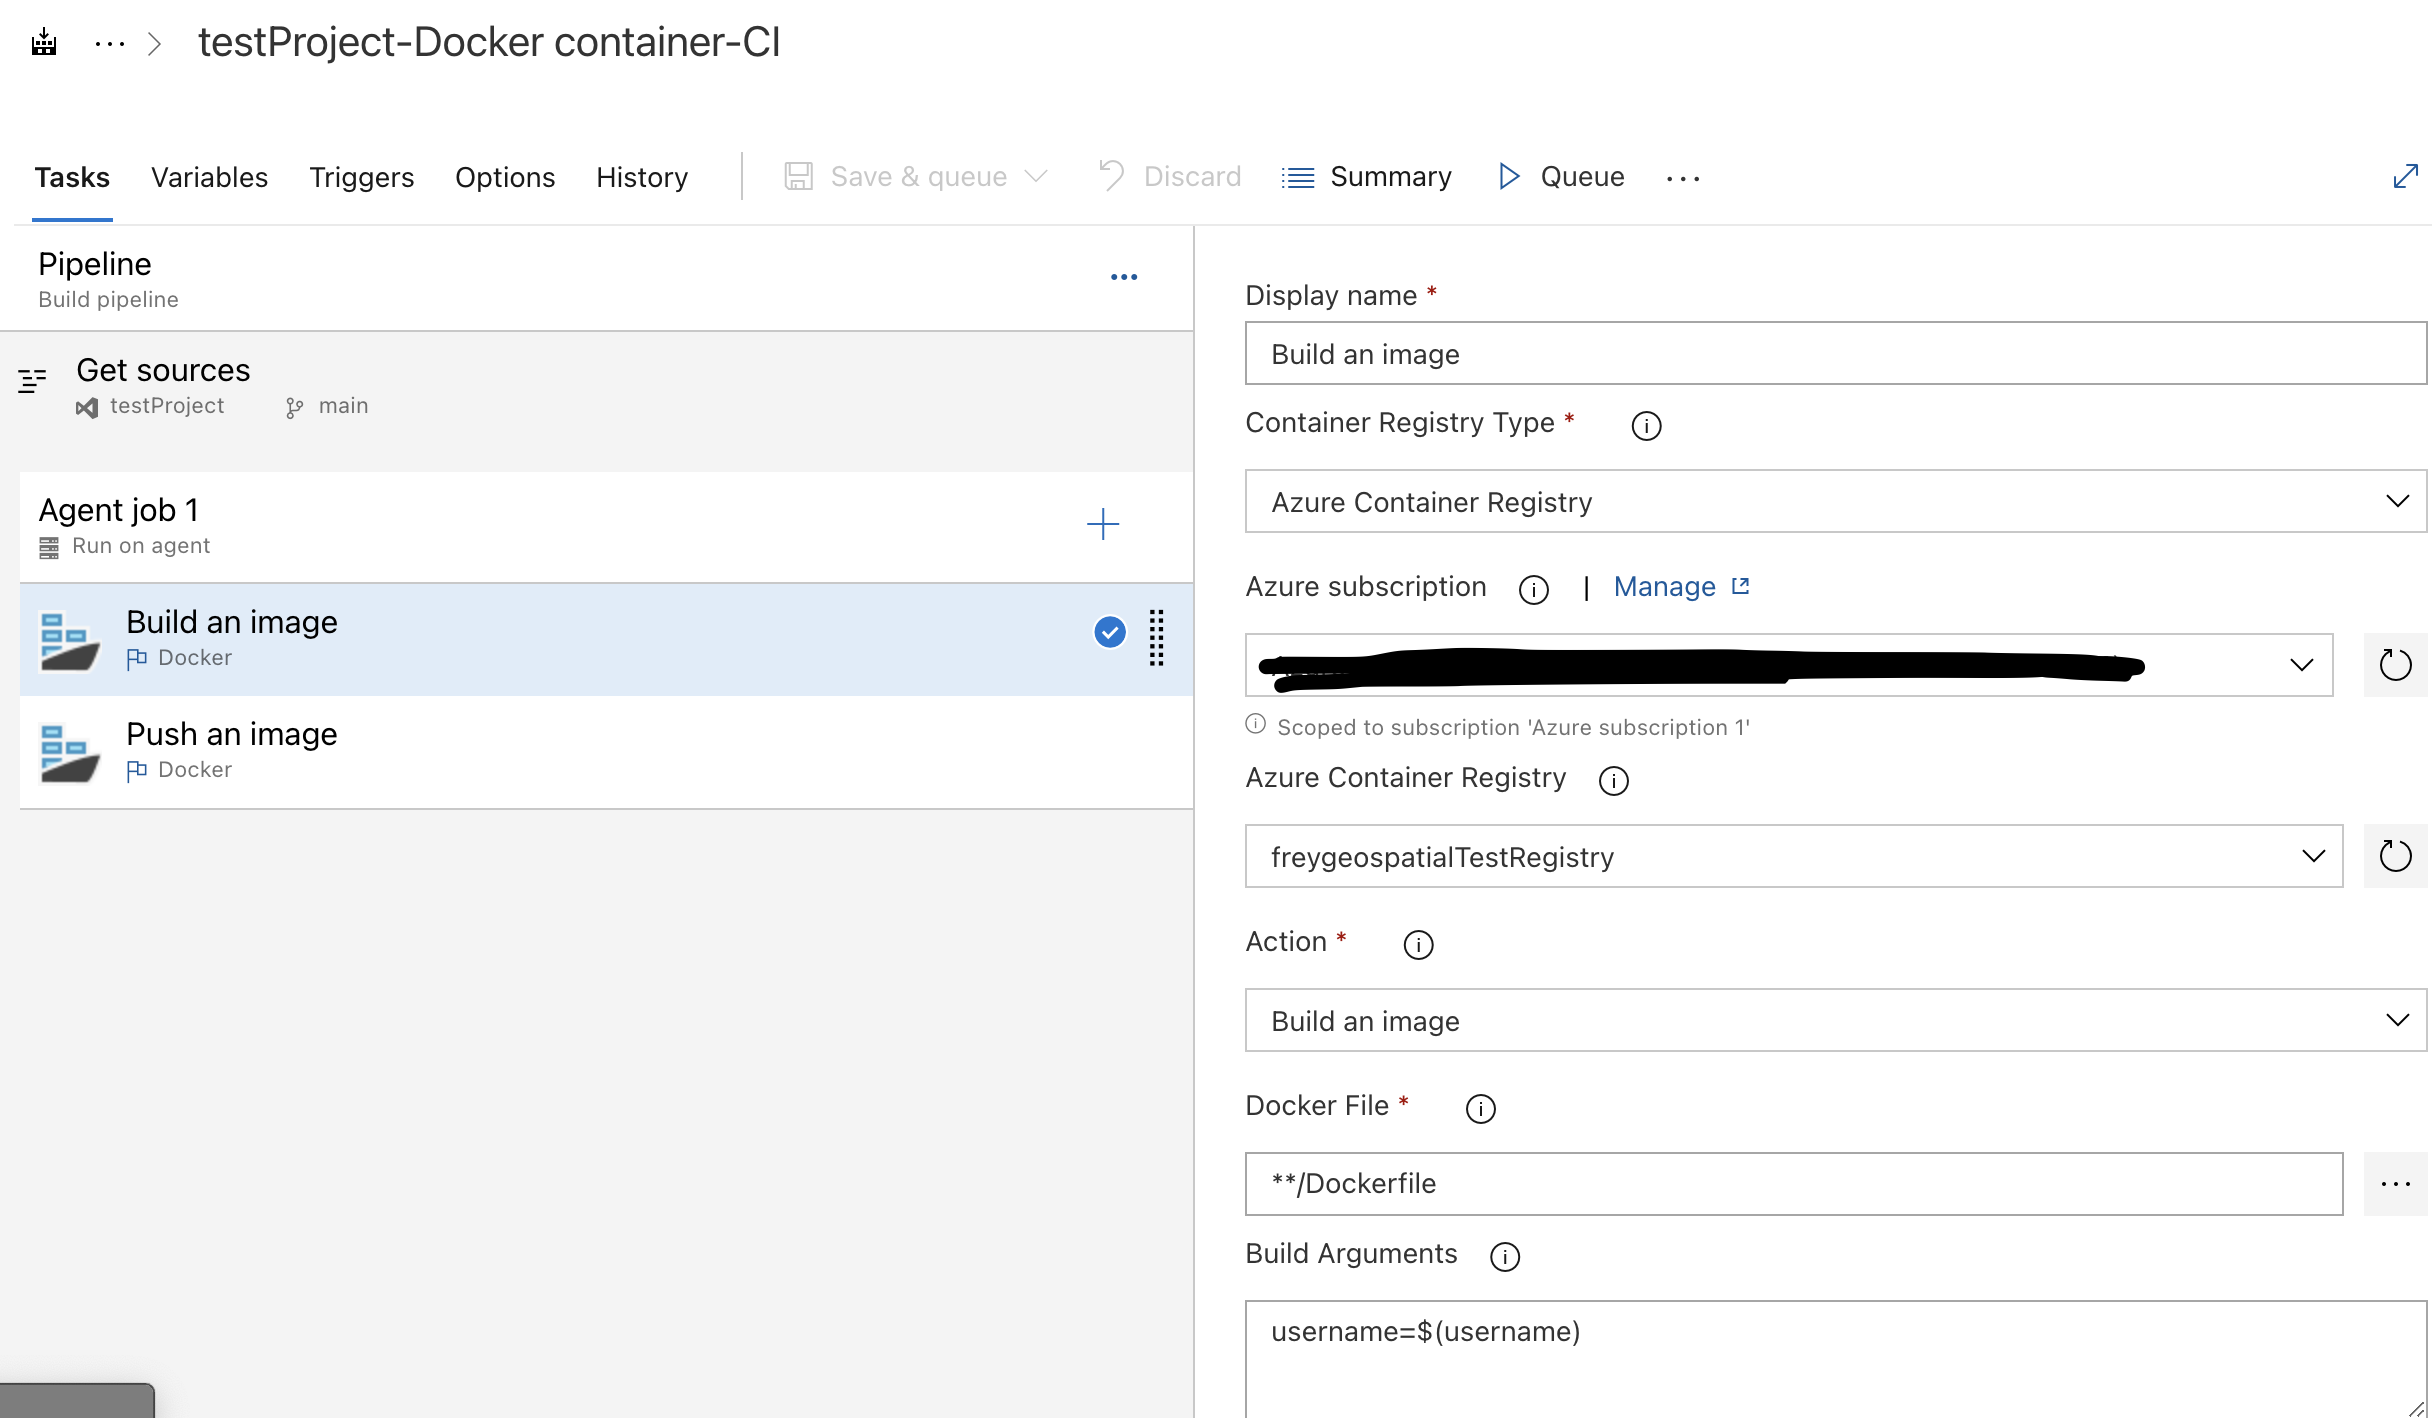 testProject-Docker container-CI
Tasks Variables Triggers Options History Save & queue Discard Summary Queue
Pipeline
Build pipeline
Get sources
testProject main
Agent job 1
Run on agent
Build an image
Docker
Push an image
Docker
Display name *
Build an image
Container Registry Type *
Azure Container Registry
Azure subscription | Manage
Scoped to subscription 'Azure subscription 1'
Azure Container Registry
freygeospatialTestRegistry
Action *
Build an image
Docker File *
**/Dockerfile
Build Arguments
username=$(username)